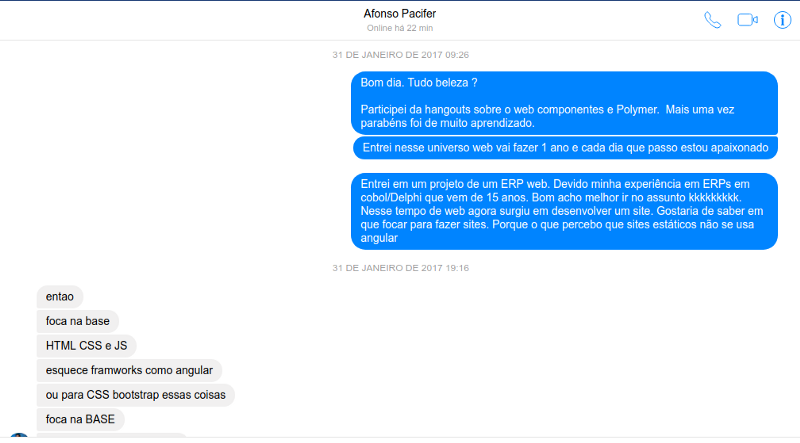 Afonso Pacifer
Online há 22 min
31 DE JANEIRO DE 2017 09:26
Bom dia. Tudo beleza ?
Participei da hangouts sobre o web componentes e Polymer.  Mais uma vez
parabéns foi de muito aprendizado.
Entrei nesse universo web vai fazer 1 ano e cada dia que passo estou apaixonado
Entrei em um projeto de um ERP web. Devido minha experiência em ERPs em
cobol/Delphi que vem de 15 anos. Bom acho melhor ir no assunto kkkkkkkkk.
Nesse tempo de web agora surgiu em desenvolver um site. Gostaria de saber em
que focar para fazer sites. Porque o que percebo que sites estáticos não se usa
angular
31 DE JANEIRO DE 2017 19:16
entao
foca na base
HTML CSS e JS
esquece framworks como angular
ou para CSS bootstrap essas coisas
foca na BASE